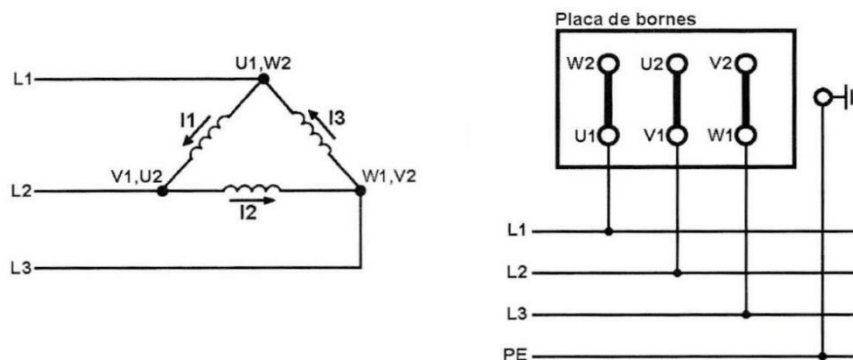 U1,W2
L1
I1
I3
V1,U2
W1,V2
L2
I2
L3
Placa de bornes
W2 U2 V2
U1 V1 W1
L1
L2
L3
PE